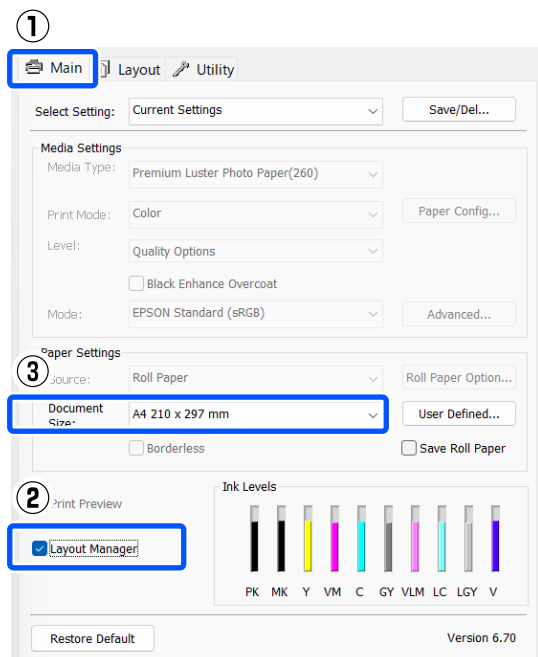 ①
Main Layout Utility
Select Setting: Current Settings Save/Del...
Media Settings
Media Type: Premium Luster Photo Paper(260)
Print Mode: Color Paper Config...
Level: Quality Options
Black Enhance Overcoat
Mode: EPSON Standard (sRGB) Advanced...
Paper Settings
③
Source: Roll Paper Roll Paper Option...
Document
Size: A4 210 x 297 mm User Defined...
Borderless Save Roll Paper
②
Print Preview
Ink Levels
Layout Manager
PK MK Y VM C GY VLM LC LGY V
Restore Default Version 6.70